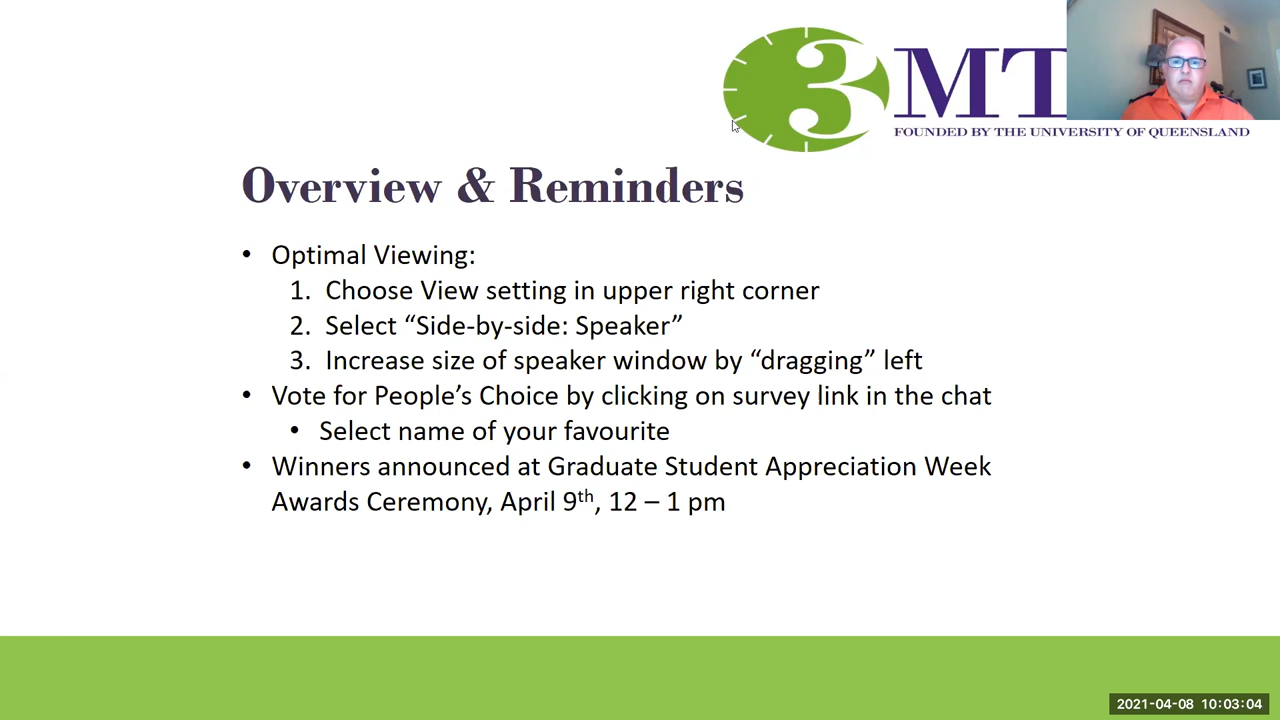 3MT
FOUNDED BY THE UNIVERSITY OF QUEENSLAND
Overview & Reminders
• Optimal Viewing:
1. Choose View setting in upper right corner
2. Select “Side-by-side: Speaker”
3. Increase size of speaker window by “dragging” left
• Vote for People’s Choice by clicking on survey link in the chat
• Select name of your favourite
• Winners announced at Graduate Student Appreciation Week
Awards Ceremony, April 9th, 12 – 1 pm
2021-04-08 10:03:04